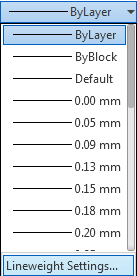 ByLayer
ByLayer
ByBlock
Default
0.00 mm
0.05 mm
0.09 mm
0.13 mm
0.15 mm
0.18 mm
0.20 mm
Lineweight Settings...